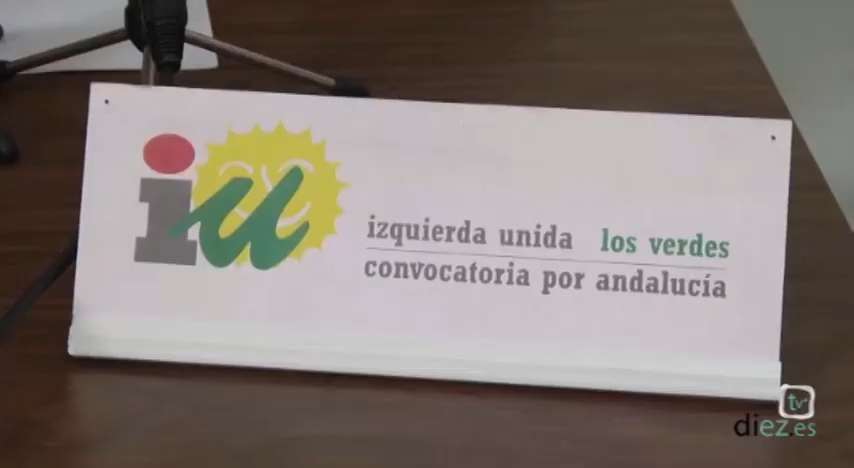 iu
izquierda unida los verdes
convocatoria por andalucía
tv
diez.es